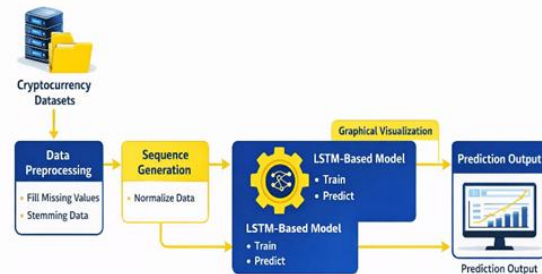 Cryptocurrency
Datasets
Data
Preprocessing
• Fill Missing Values
• Stemming Data
Sequence
Generation
• Normalize Data
Graphical Visualization
LSTM-Based Model
• Train
• Predict
LSTM-Based Model
• Train
• Predict
Prediction Output
Prediction Output